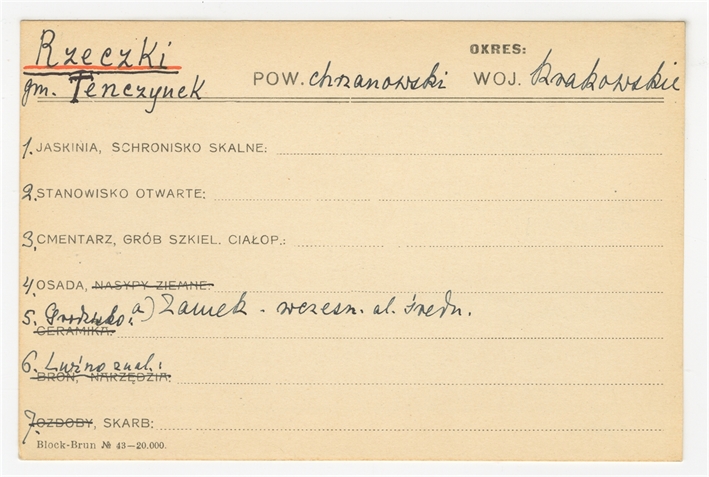 Rzeczki
OKRES:
gm. Tenczynek POW. chrzanowski WOJ. krakowskie
1. JASKINIA, SCHRONISKO SKALNE:
2. STANOWISKO OTWARTE:
3. CMENTARZ, GRÓB SZKIEL. CIAŁOP.:
4. OSADA, NASYPY ZIEMNE:
5. Grodzisko: a) Zamek - wczesn. al. średn.
CERAMIKA:
6. Luźno znal.:
BROŃ, NARZĘDZIA:
7. OZDOBY, SKARB:
Block-Brun № 43—20.000.